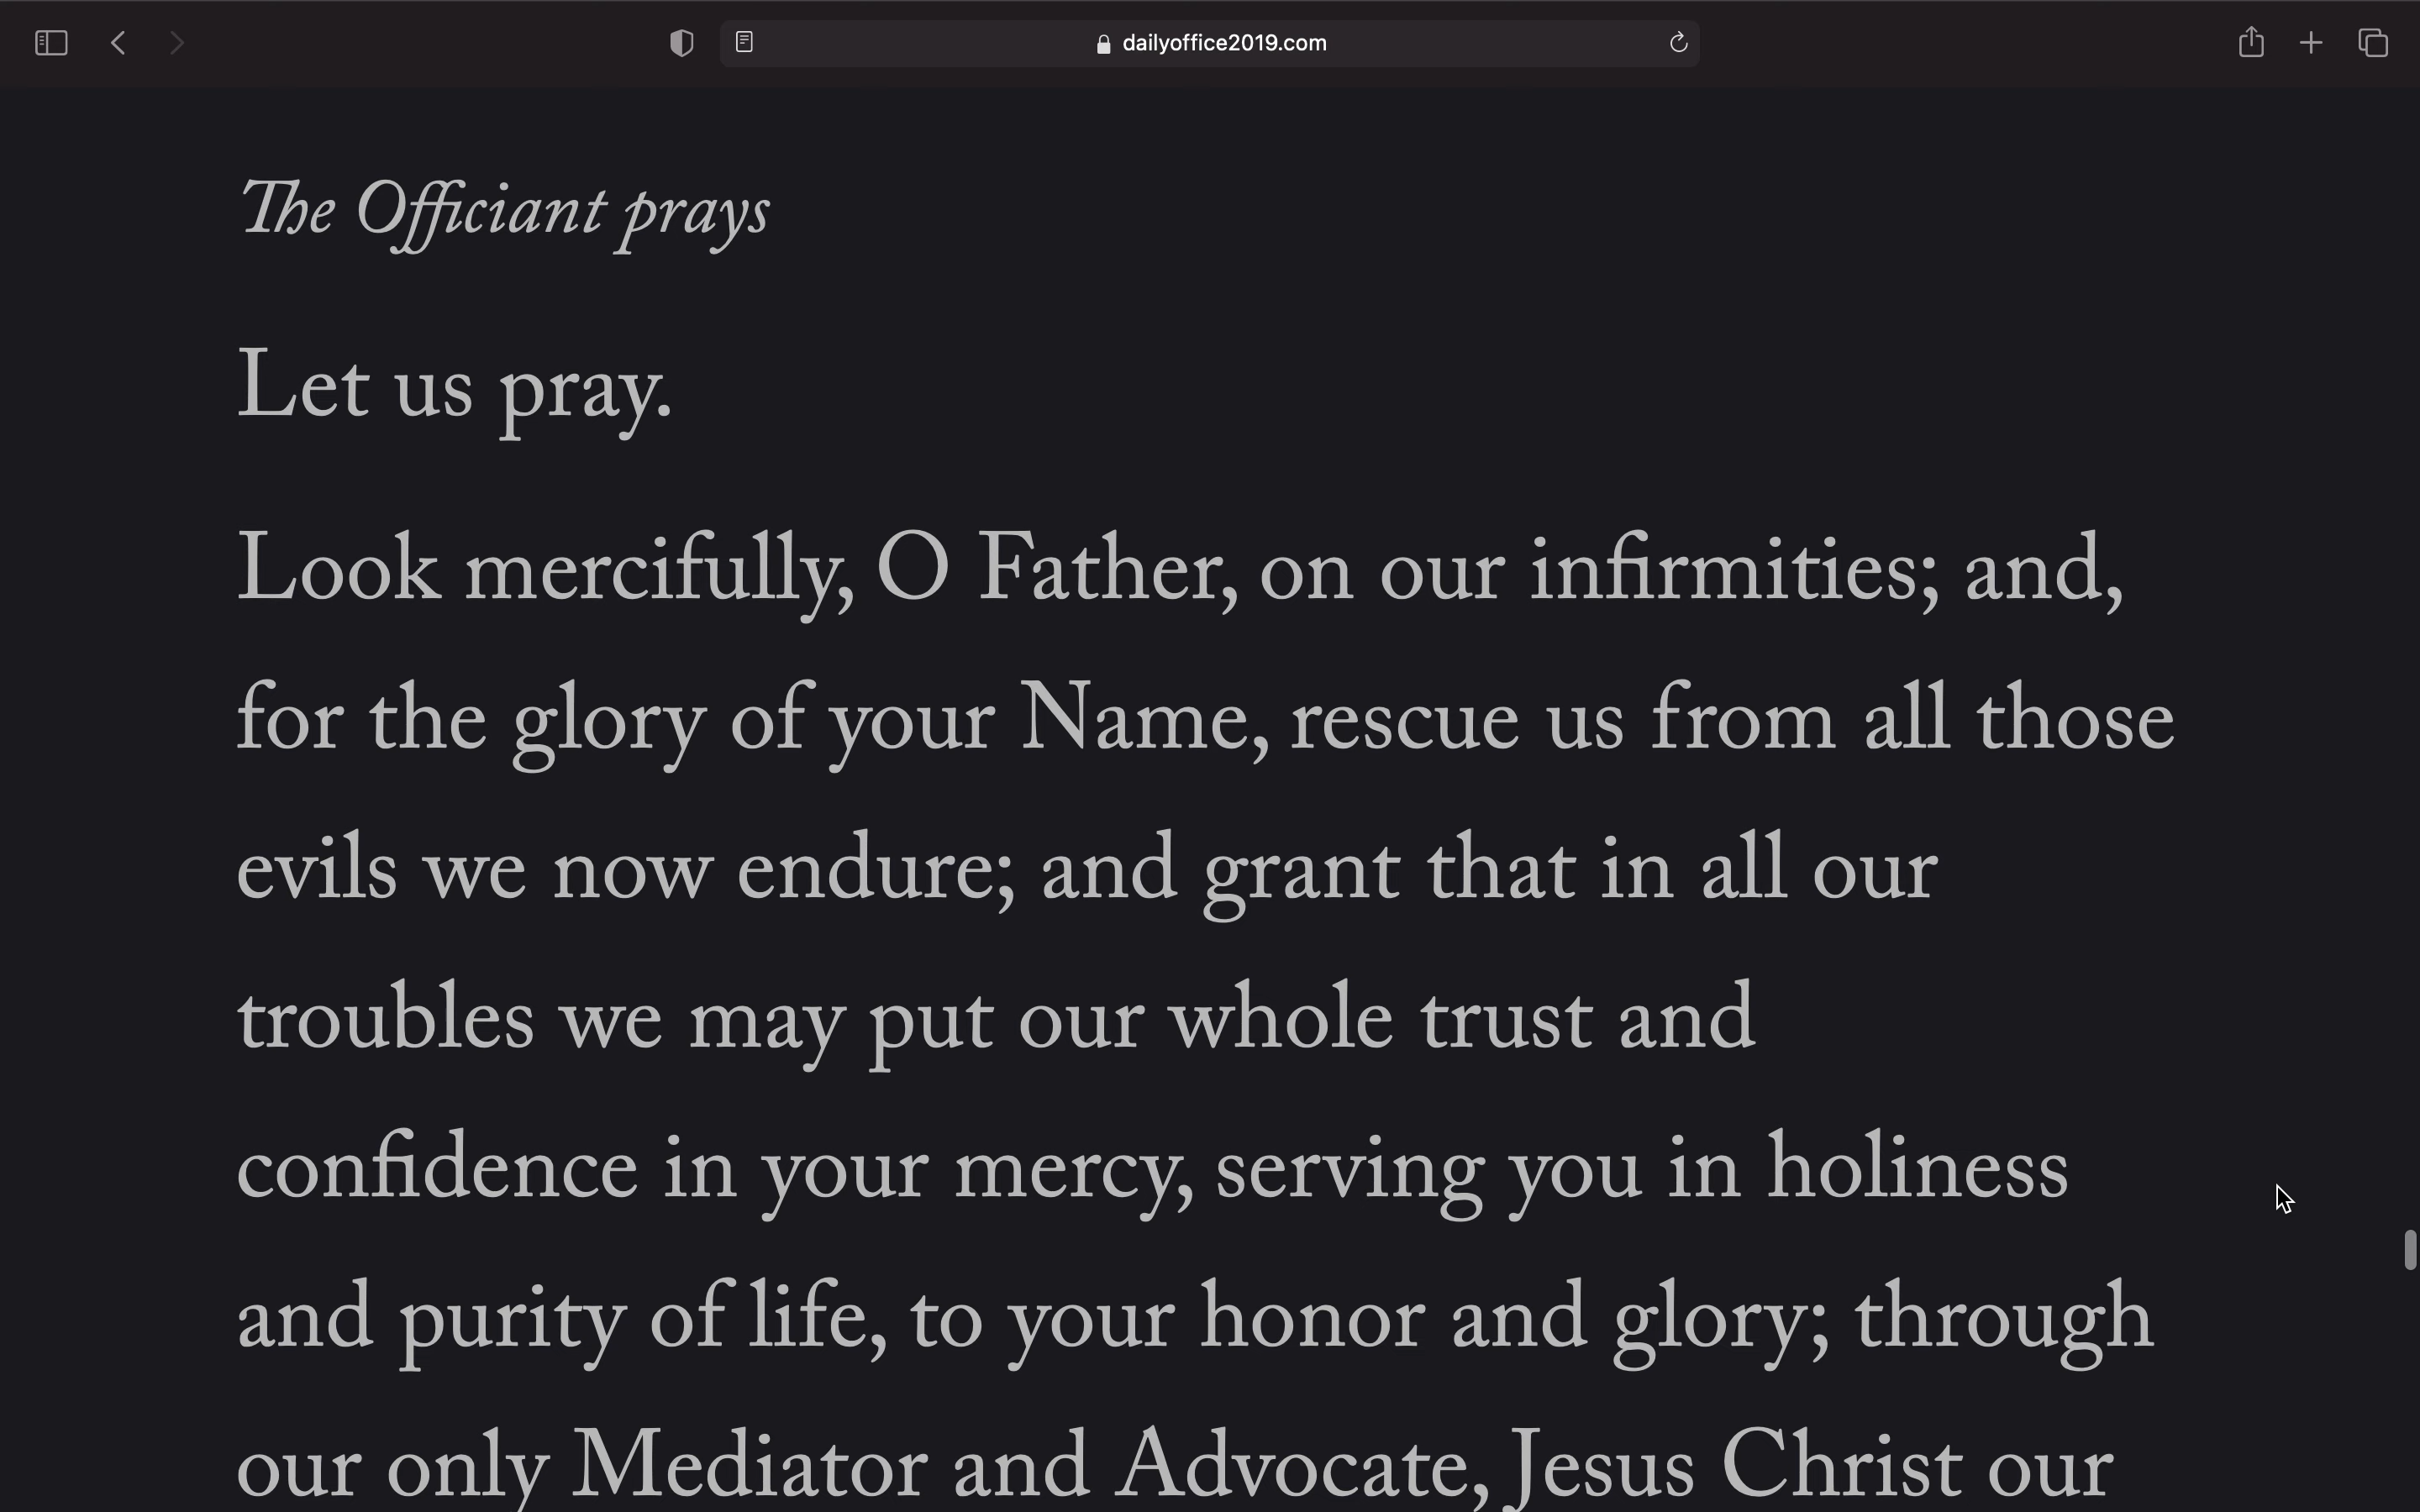 dailyoffice2019.com
The Officiant prays
Let us pray.
Look mercifully, O Father, on our infirmities; and,
for the glory of your Name, rescue us from all those
evils we now endure; and grant that in all our
troubles we may put our whole trust and
confidence in your mercy, serving you in holiness
and purity of life, to your honor and glory; through
our only Mediator and Advocate, Jesus Christ our